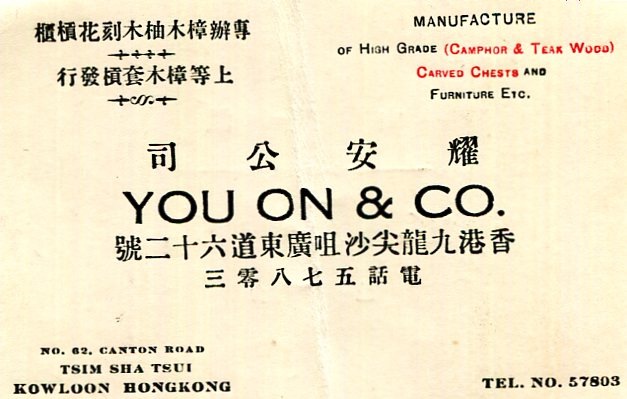 專辦樟木柚木刻花槓櫃
上等樟木套槓發行
MANUFACTURE
OF HIGH GRADE (CAMPHOR & TEAK WOOD)
CARVED CHESTS AND
FURNITURE ETC.
耀安公司
YOU ON & CO.
香港九龍尖沙咀廣東道六十二號
電話五七八零三
NO. 62, CANTON ROAD
TSIM SHA TSUI
KOWLOON HONGKONG
TEL. NO. 57803